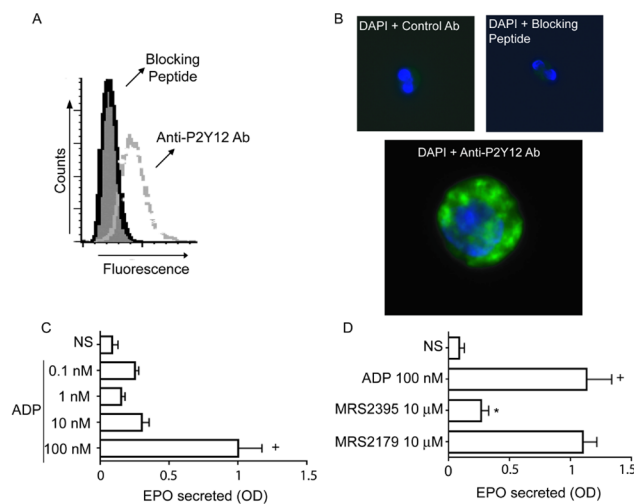 A
Blocking
Peptide
Anti-P2Y12 Ab
Counts
Fluorescence
B
DAPI + Control Ab
DAPI + Blocking
Peptide
DAPI + Anti-P2Y12 Ab
C
NS
0.1 nM
1 nM
ADP
10 nM
100 nM
+
0
0.5
1
1.5
EPO secreted (OD)
D
NS
ADP 100 nM
+
MRS2395 10 µM
*
MRS2179 10 µM
0
0.5
1
1.5
EPO secreted (OD)